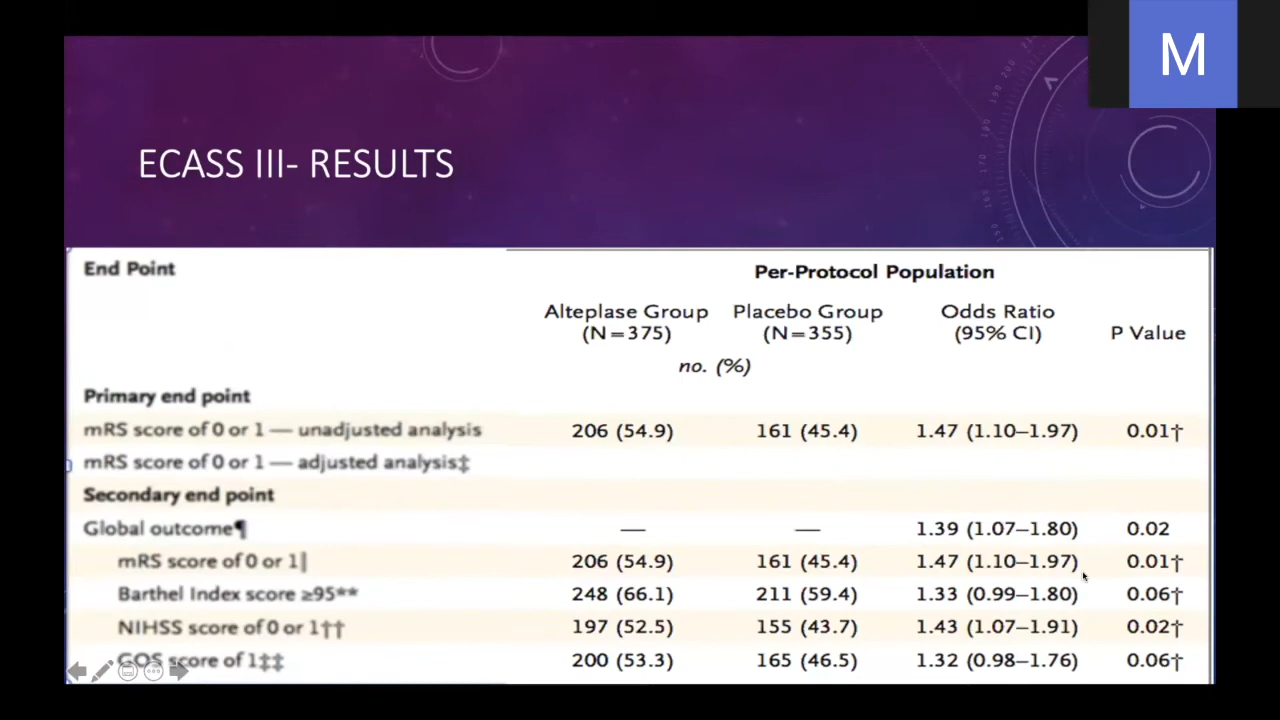 M
ECASS III- RESULTS
End Point
Per-Protocol Population
Alteplase Group (N=375)
Placebo Group (N=355)
Odds Ratio (95% CI)
P Value
no. (%)
Primary end point
mRS score of 0 or 1 — unadjusted analysis 206 (54.9) 161 (45.4) 1.47 (1.10–1.97) 0.01†
mRS score of 0 or 1 — adjusted analysis‡
Secondary end point
Global outcome¶ — — 1.39 (1.07–1.80) 0.02
mRS score of 0 or 1| 206 (54.9) 161 (45.4) 1.47 (1.10–1.97) 0.01†
Barthel Index score ≥95** 248 (66.1) 211 (59.4) 1.33 (0.99–1.80) 0.06†
NIHSS score of 0 or 1†† 197 (52.5) 155 (43.7) 1.43 (1.07–1.91) 0.02†
GOS score of 1‡‡ 200 (53.3) 165 (46.5) 1.32 (0.98–1.76) 0.06†